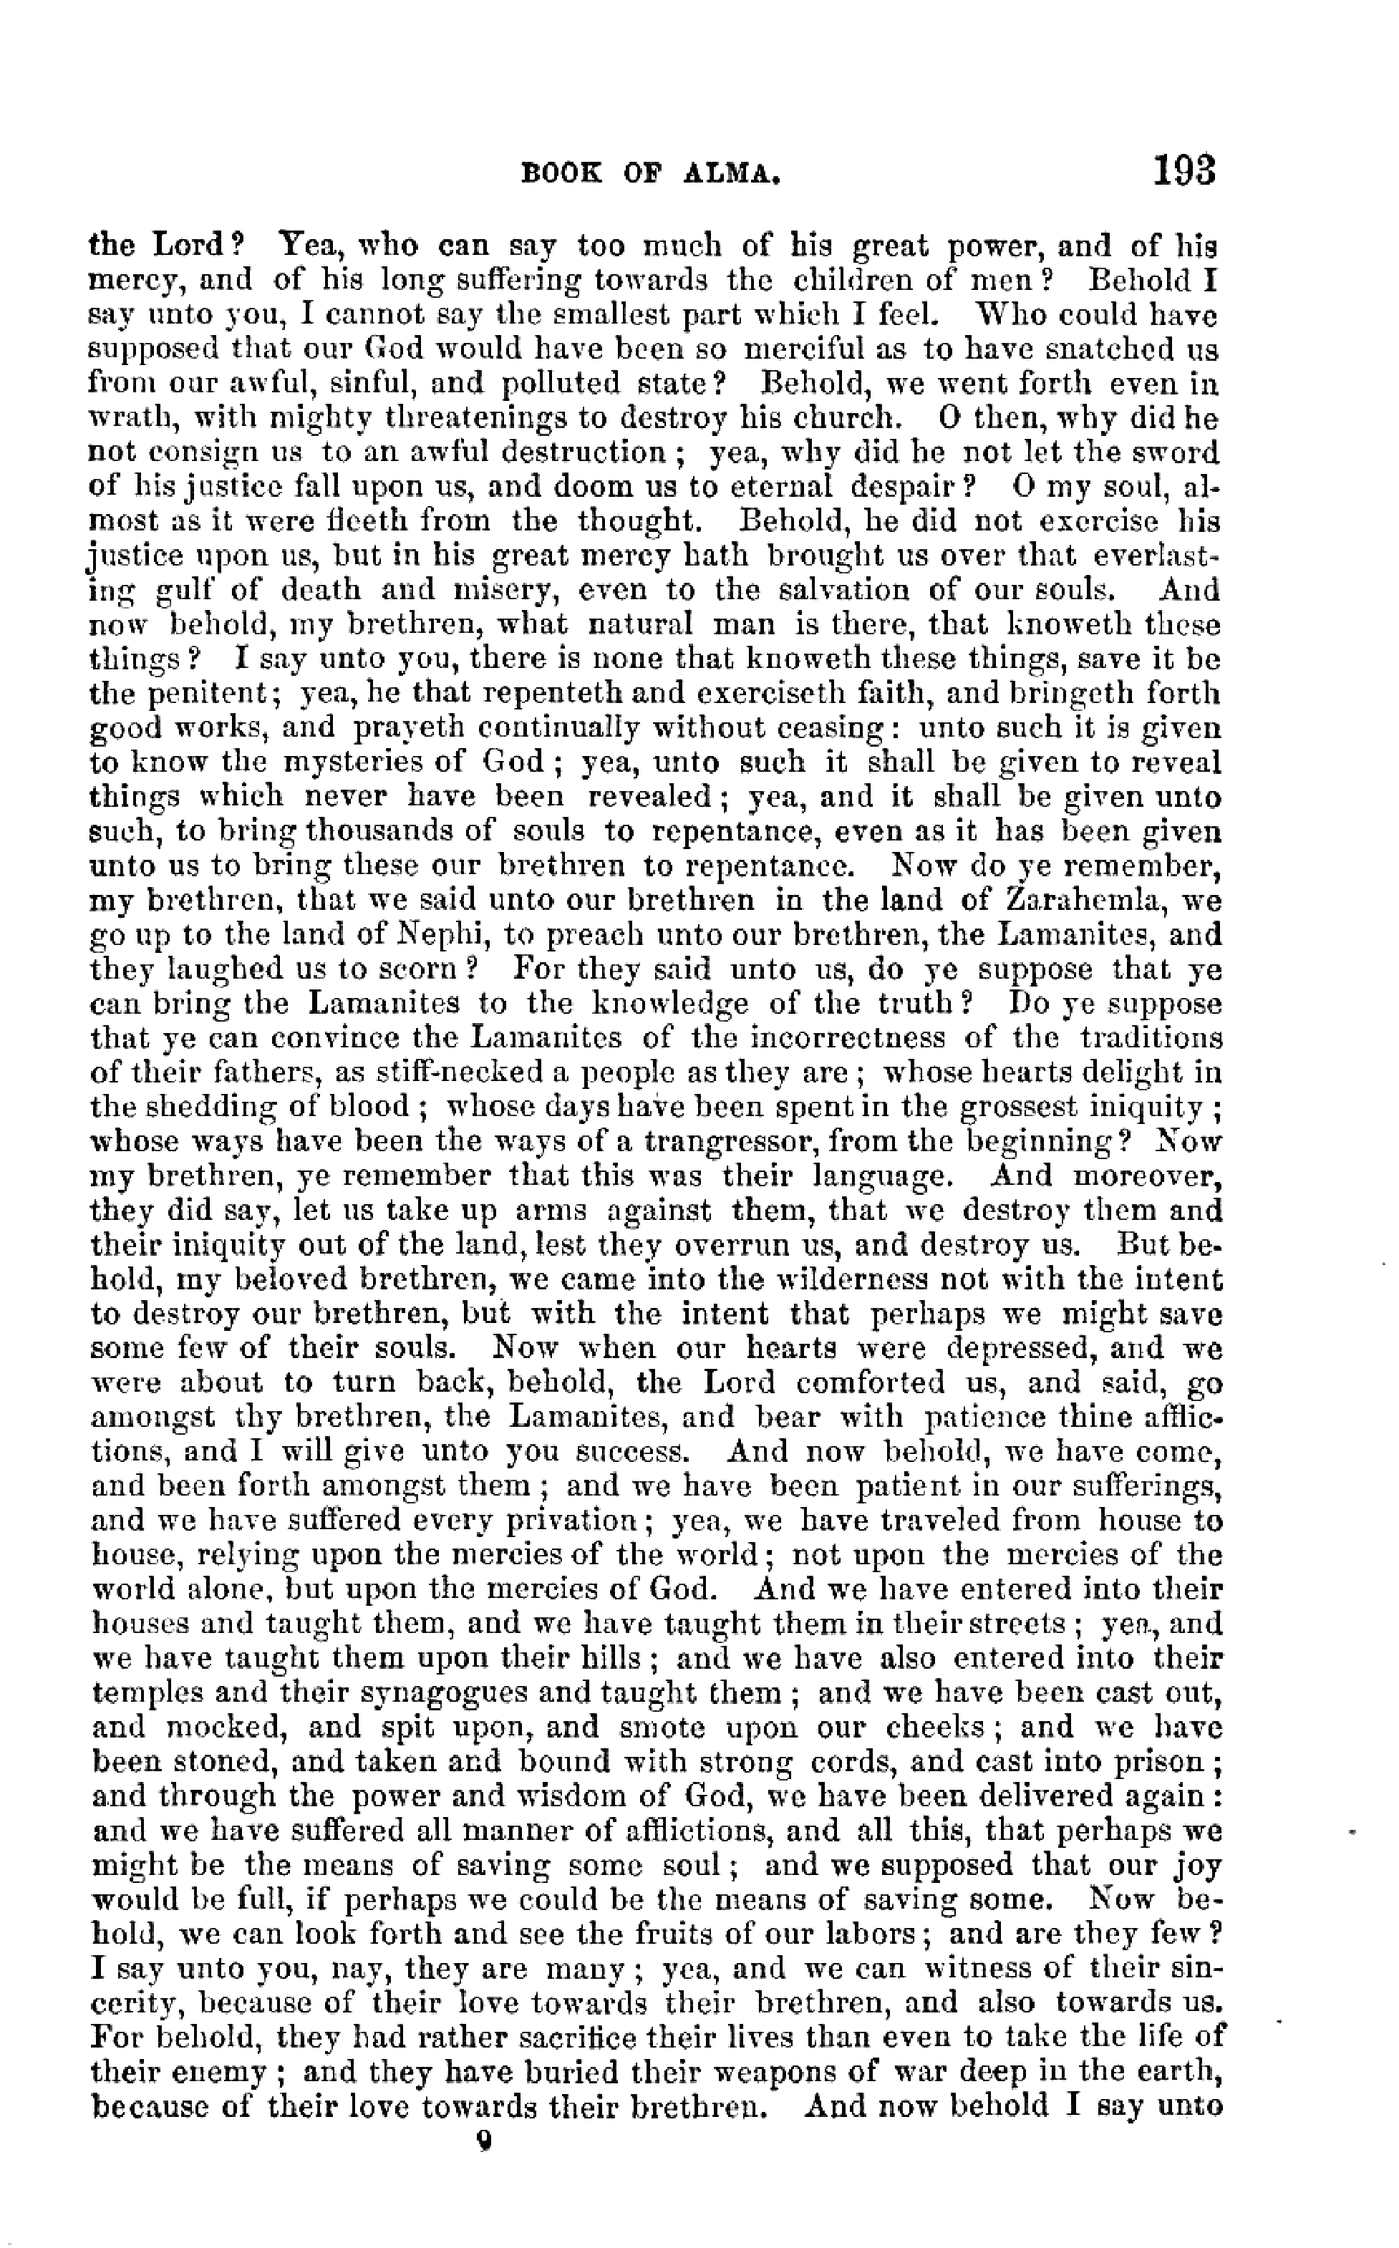 BOOK OF ALMA. 193
the Lord? Yea, who can say too much of his great power, and of his
mercy, and of his long suffering towards the children of men? Behold I
say unto you, I cannot say the smallest part which I feel. Who could have
supposed that our God would have been so merciful as to have snatched us
from our awful, sinful, and polluted state? Behold, we went forth even in
wrath, with mighty threatenings to destroy his church. O then, why did he
not consign us to an awful destruction; yea, why did he not let the sword
of his justice fall upon us, and doom us to eternal despair? O my soul, al-
most as it were fleeth from the thought. Behold, he did not exercise his
justice upon us, but in his great mercy hath brought us over that everlast-
ing gulf of death and misery, even to the salvation of our souls. And
now behold, my brethren, what natural man is there, that knoweth these
things? I say unto you, there is none that knoweth these things, save it be
the penitent; yea, he that repenteth and exerciseth faith, and bringeth forth
good works, and prayeth continually without ceasing: unto such it is given
to know the mysteries of God; yea, unto such it shall be given to reveal
things which never have been revealed; yea, and it shall be given unto
such, to bring thousands of souls to repentance, even as it has been given
unto us to bring these our brethren to repentance. Now do ye remember,
my brethren, that we said unto our brethren in the land of Zarahemla, we
go up to the land of Nephi, to preach unto our brethren, the Lamanites, and
they laughed us to scorn? For they said unto us, do ye suppose that ye
can bring the Lamanites to the knowledge of the truth? Do ye suppose
that ye can convince the Lamanites of the incorrectness of the traditions
of their fathers, as stiff-necked a people as they are; whose hearts delight in
the shedding of blood; whose days have been spent in the grossest iniquity;
whose ways have been the ways of a trangressor, from the beginning? Now
my brethren, ye remember that this was their language. And moreover,
they did say, let us take up arms against them, that we destroy them and
their iniquity out of the land, lest they overrun us, and destroy us. But be-
hold, my beloved brethren, we came into the wilderness not with the intent
to destroy our brethren, but with the intent that perhaps we might save
some few of their souls. Now when our hearts were depressed, and we
were about to turn back, behold, the Lord comforted us, and said, go
amongst thy brethren, the Lamanites, and bear with patience thine afflic-
tions, and I will give unto you success. And now behold, we have come,
and been forth amongst them; and we have been patient in our sufferings,
and we have suffered every privation; yea, we have traveled from house to
house, relying upon the mercies of the world; not upon the mercies of the
world alone, but upon the mercies of God. And we have entered into their
houses and taught them, and we have taught them in their streets; yea, and
we have taught them upon their hills; and we have also entered into their
temples and their synagogues and taught them; and we have been cast out,
and mocked, and spit upon, and smote upon our cheeks; and we have
been stoned, and taken and bound with strong cords, and cast into prison;
and through the power and wisdom of God, we have been delivered again:
and we have suffered all manner of afflictions, and all this, that perhaps we
might be the means of saving some soul; and we supposed that our joy
would be full, if perhaps we could be the means of saving some. Now be-
hold, we can look forth and see the fruits of our labors; and are they few?
I say unto you, nay, they are many; yea, and we can witness of their sin-
cerity, because of their love towards their brethren, and also towards us.
For behold, they had rather sacrifice their lives than even to take the life of
their enemy; and they have buried their weapons of war deep in the earth,
because of their love towards their brethren. And now behold I say unto
9